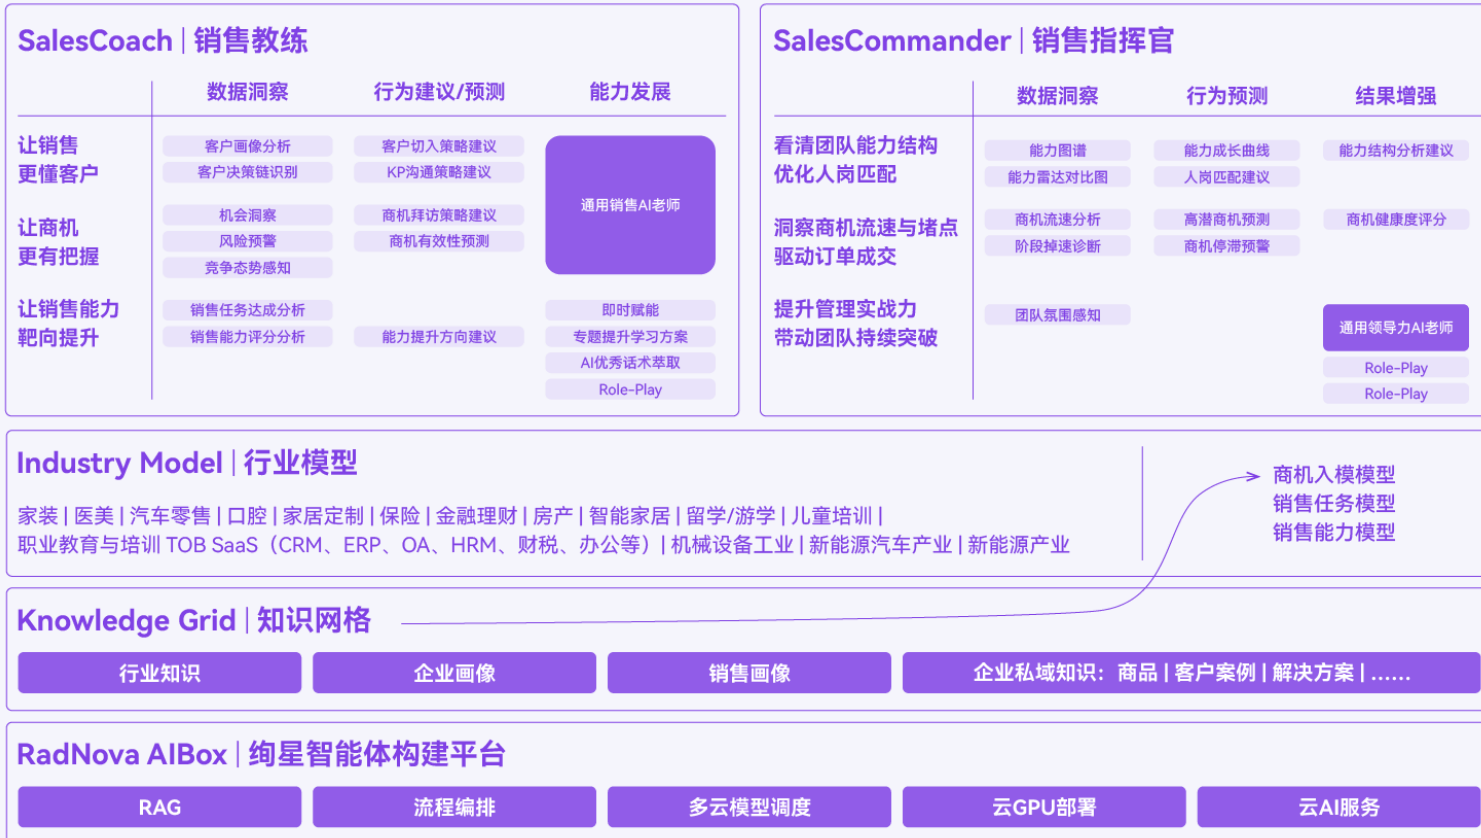 SalesCoach | 销售教练
数据洞察
行为建议/预测
能力发展
让销售
更懂客户
客户画像分析
客户决策链识别
客户切入策略建议
KP沟通策略建议
通用销售AI老师
让商机
更有把握
机会洞察
风险预警
竞争态势感知
商机拜访策略建议
商机有效性预测
让销售能力
靶向提升
销售任务达成分析
销售能力评分分析
能力提升方向建议
即时赋能
专题提升学习方案
AI优秀话术萃取
Role-Play
SalesCommander | 销售指挥官
数据洞察
行为预测
结果增强
看清团队能力结构
优化人岗匹配
能力图谱
能力雷达对比图
能力成长曲线
人岗匹配建议
能力结构分析建议
洞察商机流速与堵点
驱动订单成交
商机流速分析
阶段掉速诊断
高潜商机预测
商机停滞预警
商机健康度评分
提升管理实战力
带动团队持续突破
团队氛围感知
通用领导力AI老师
Role-Play
Role-Play
Industry Model | 行业模型
家装 | 医美 | 汽车零售 | 口腔 | 家居定制 | 保险 | 金融理财 | 房产 | 智能家居 | 留学/游学 | 儿童培训 |
职业教育与培训 TOB SaaS（CRM、ERP、OA、HRM、财税、办公等）| 机械设备工业 | 新能源汽车产业 | 新能源产业
商机入模模型
销售任务模型
销售能力模型
Knowledge Grid | 知识网格
行业知识
企业画像
销售画像
企业私域知识：商品 | 客户案例 | 解决方案 | ……
RadNova AIBox | 绚星智能体构建平台
RAG
流程编排
多云模型调度
云GPU部署
云AI服务